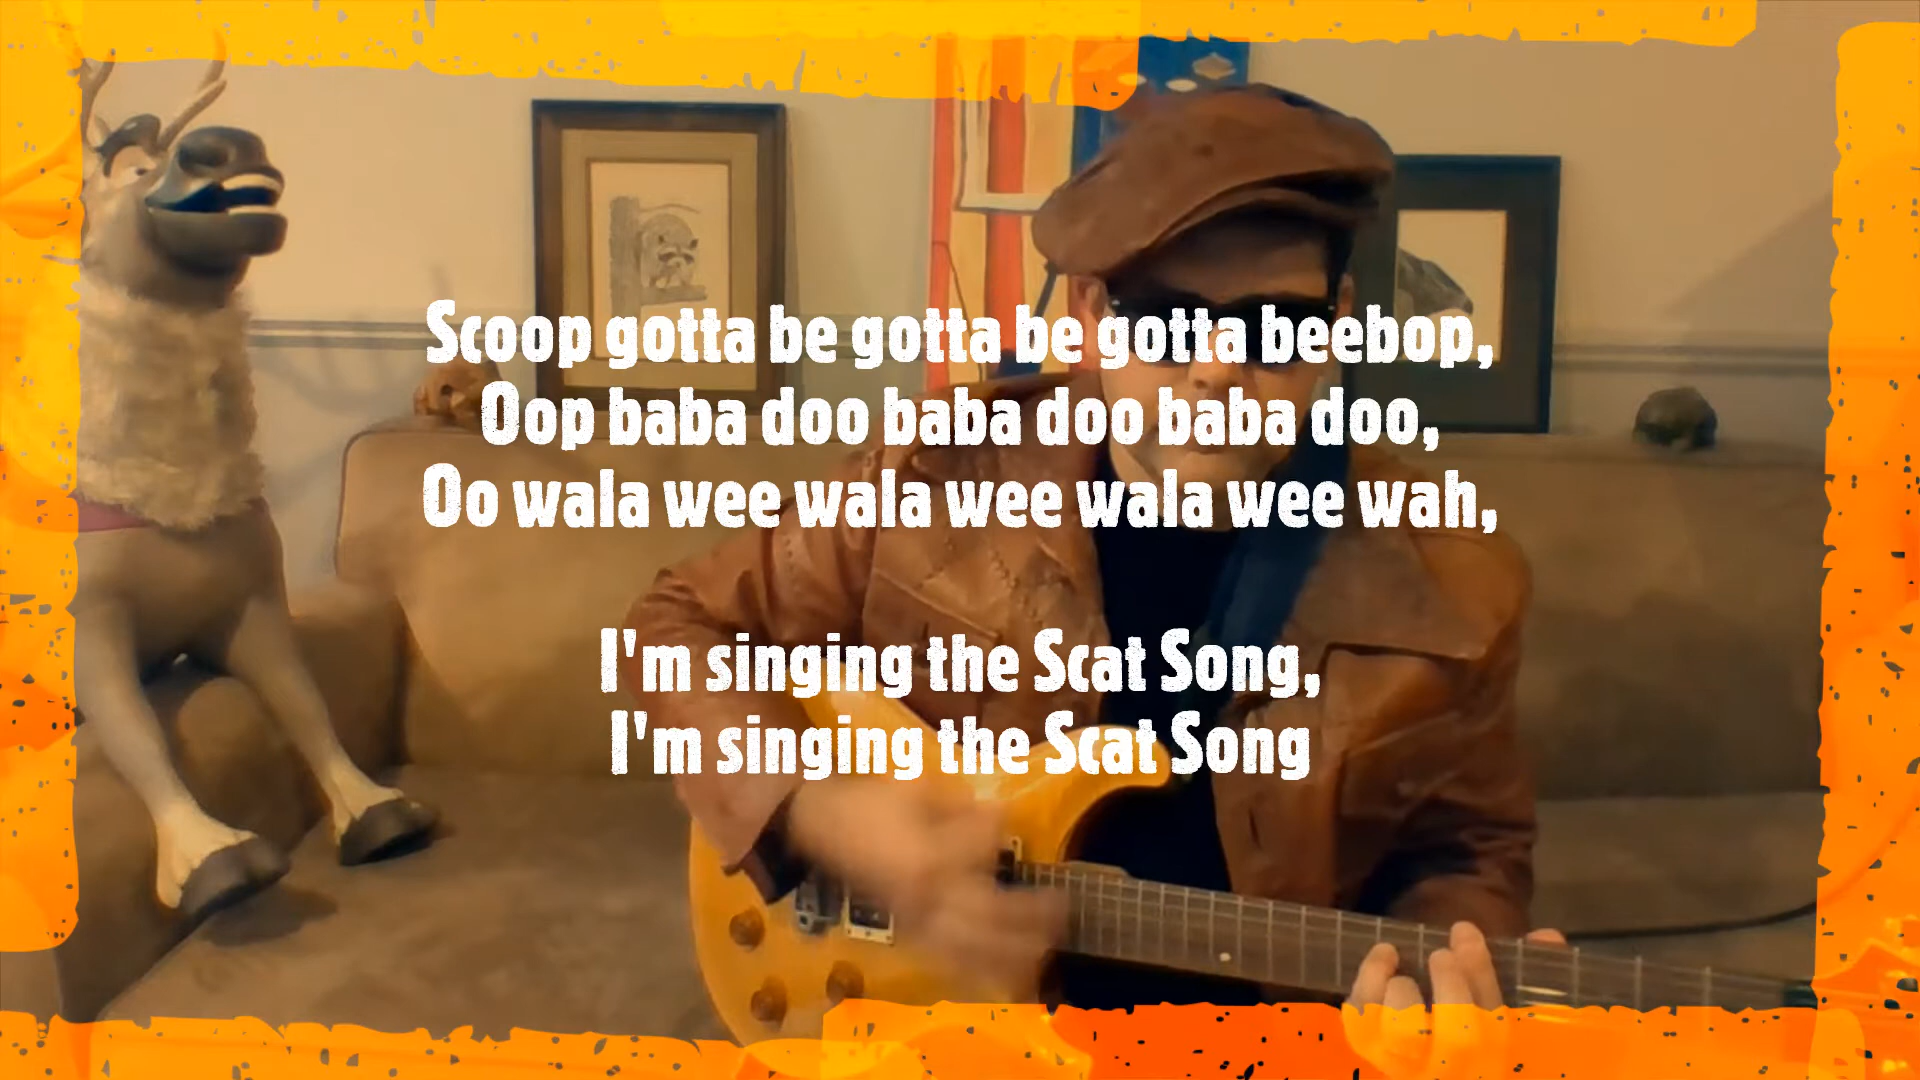 Scoop gotta be gotta be gotta beebop,
Oop baba doo baba doo baba doo,
Oo wala wee wala wee wala wee wah,
I'm singing the Scat Song,
I'm singing the Scat Song